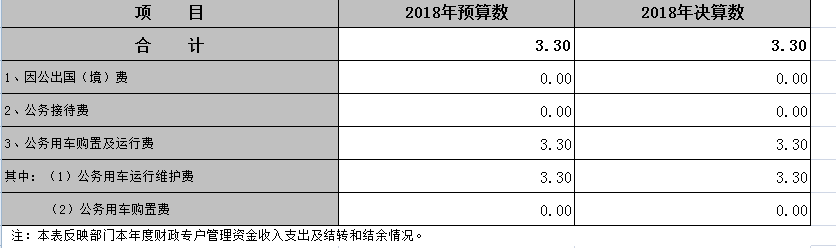 项 目 2018年预算数 2018年决算数
合 计 3.30 3.30
1、因公出国（境）费 0.00 0.00
2、公务接待费 0.00 0.00
3、公务用车购置及运行费 3.30 3.30
其中：（1）公务用车运行维护费 3.30 3.30
（2）公务用车购置费 0.00 0.00
注：本表反映部门本年度财政专户管理资金收入支出及结转和结余情况。